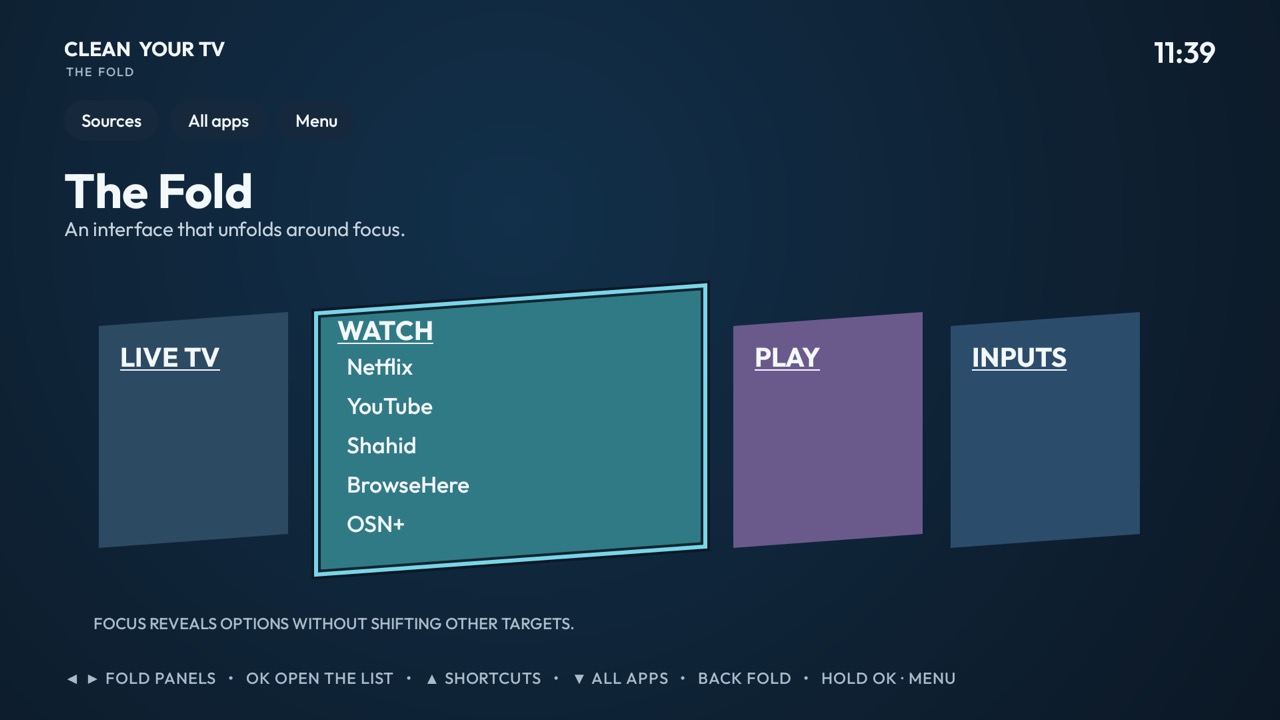 CLEAN YOUR TV
11:39
THE FOLD
Sources
All apps
Menu
The Fold
An interface that unfolds around focus.
LIVE TV
WATCH
Netflix
YouTube
Shahid
BrowseHere
OSN+
PLAY
INPUTS
FOCUS REVEALS OPTIONS WITHOUT SHIFTING OTHER TARGETS.
◄ ► FOLD PANELS • OK OPEN THE LIST • ▲ SHORTCUTS • ▼ ALL APPS • BACK FOLD • HOLD OK · MENU